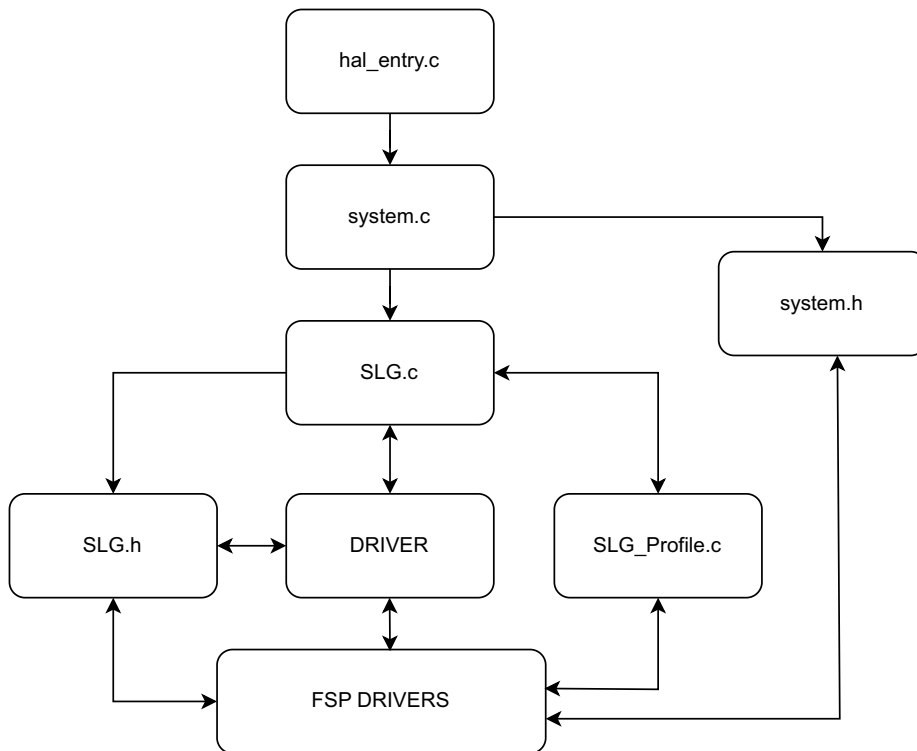 hal_entry.c
system.c
system.h
SLG.c
SLG.h
DRIVER
SLG_Profile.c
FSP DRIVERS